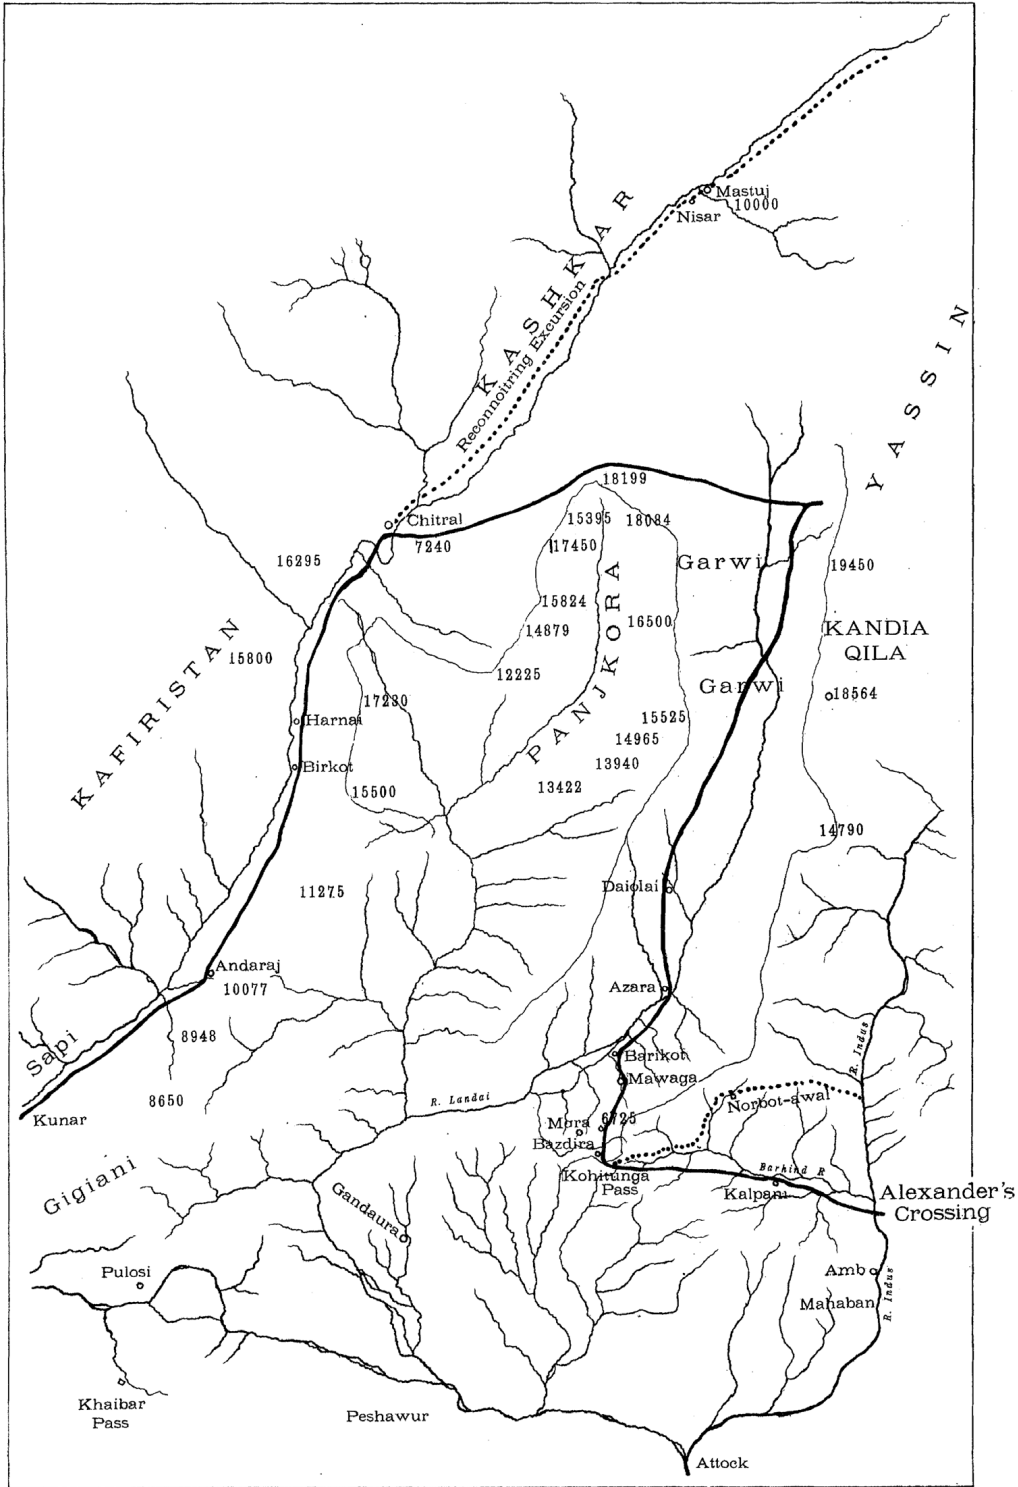 Mastuj
10000
Nisar
KASHKAR
Reconnoitring Excursion
YASSIN
18199
Chitral
15395
18084
7240
17450
16295
Garwi
19450
15824
PANJKORA
16500
KANDIA
QILA
14879
KAFIRISTAN
15800
12225
Garwi
18564
17230
Harnai
15525
14965
Birkot
13940
15500
13422
14790
11275
Daiolai
Andaraj
10077
Azara
Sapi
8948
R. Indus
Barikot
Mawaga
8650
R. Landai
Norbot-awal
Kunar
Mora
6725
Bazdira
Kohitunga
Pass
Barhind R
Gigiani
Gandaura
Kalpani
Alexander's
Crossing
Pulosi
Amb
Mahaban
R. Indus
Khaibar
Pass
Peshawur
Attock